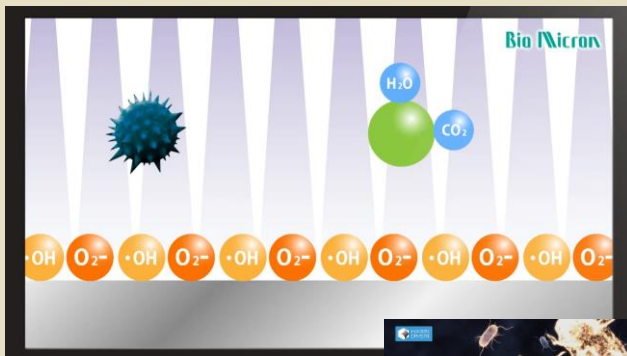 Bio Micron
H₂O
CO₂
·OH O₂− ·OH O₂− ·OH O₂− ·OH O₂− ·OH O₂− ·OH O₂−